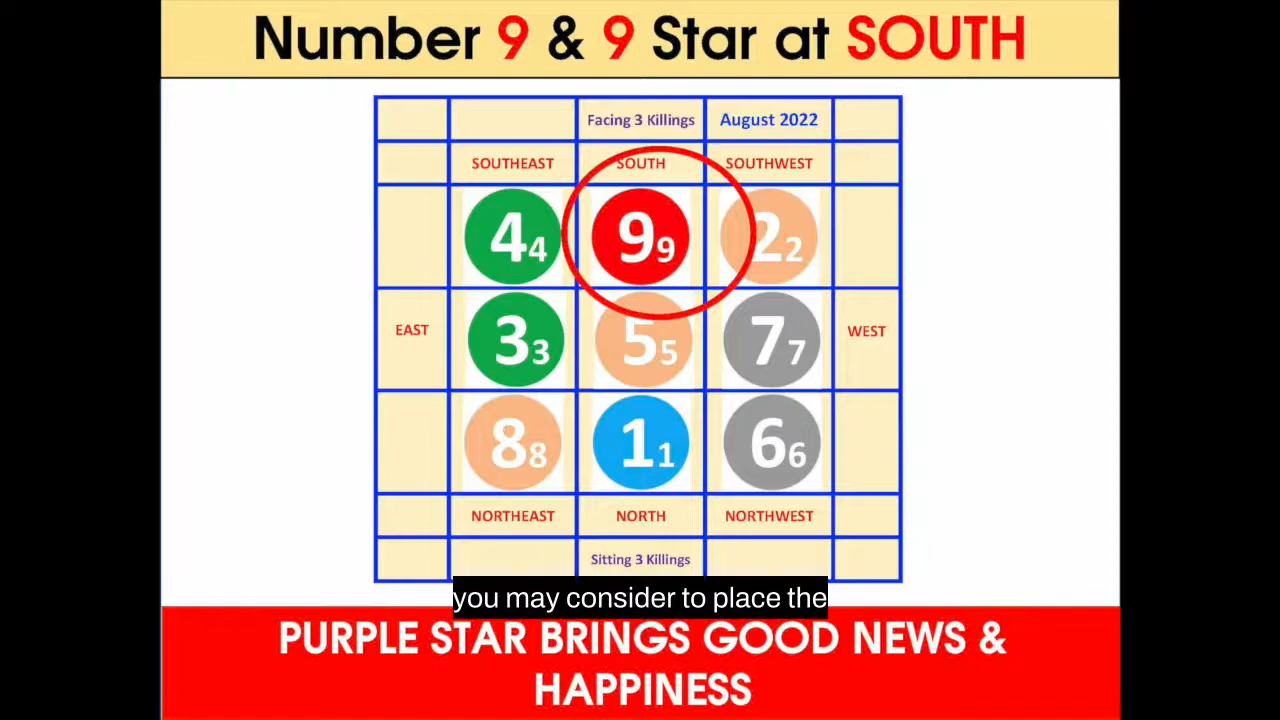 Number 9 & 9 Star at SOUTH
Facing 3 Killings August 2022
SOUTHEAST SOUTH SOUTHWEST
44 99 22
EAST 33 55 77 WEST
88 11 66
NORTHEAST NORTH NORTHWEST
Sitting 3 Killings
you may consider to place the
PURPLE STAR BRINGS GOOD NEWS &
HAPPINESS